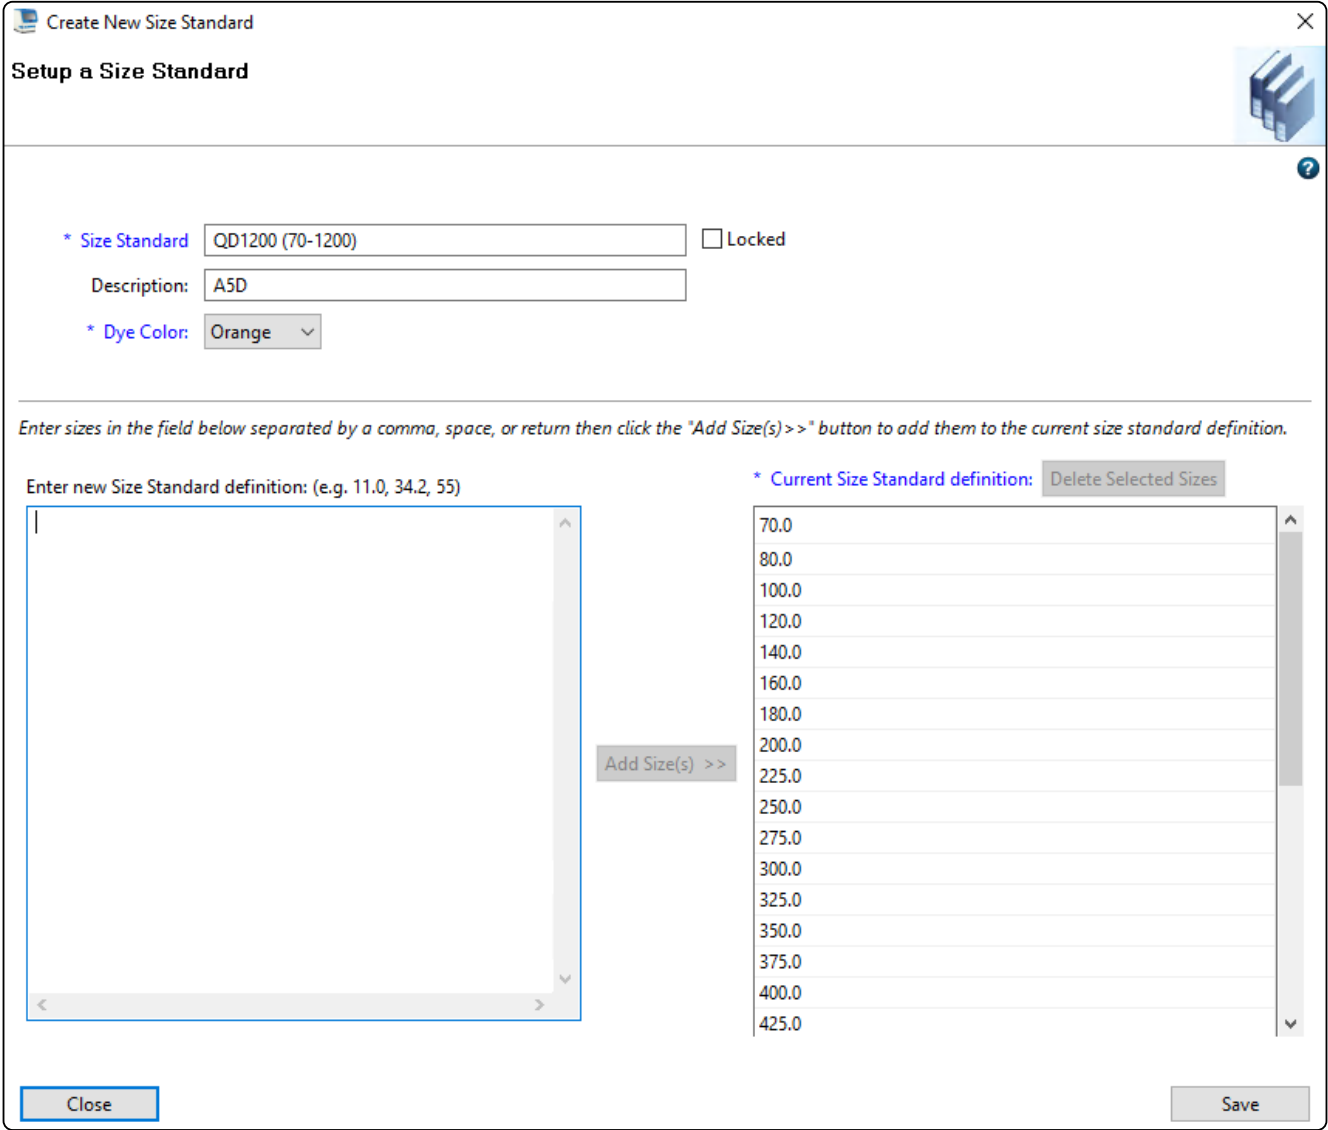 Create New Size Standard
Setup a Size Standard
?
* Size Standard QD1200 (70-1200) Locked
Description: A5D
* Dye Color: Orange
Enter sizes in the field below separated by a comma, space, or return then click the "Add Size(s)>>" button to add them to the current size standard definition.
Enter new Size Standard definition: (e.g. 11.0, 34.2, 55)
* Current Size Standard definition: Delete Selected Sizes
70.0
80.0
100.0
120.0
140.0
160.0
180.0
200.0
Add Size(s) >>
225.0
250.0
275.0
300.0
325.0
350.0
375.0
400.0
425.0
Close
Save